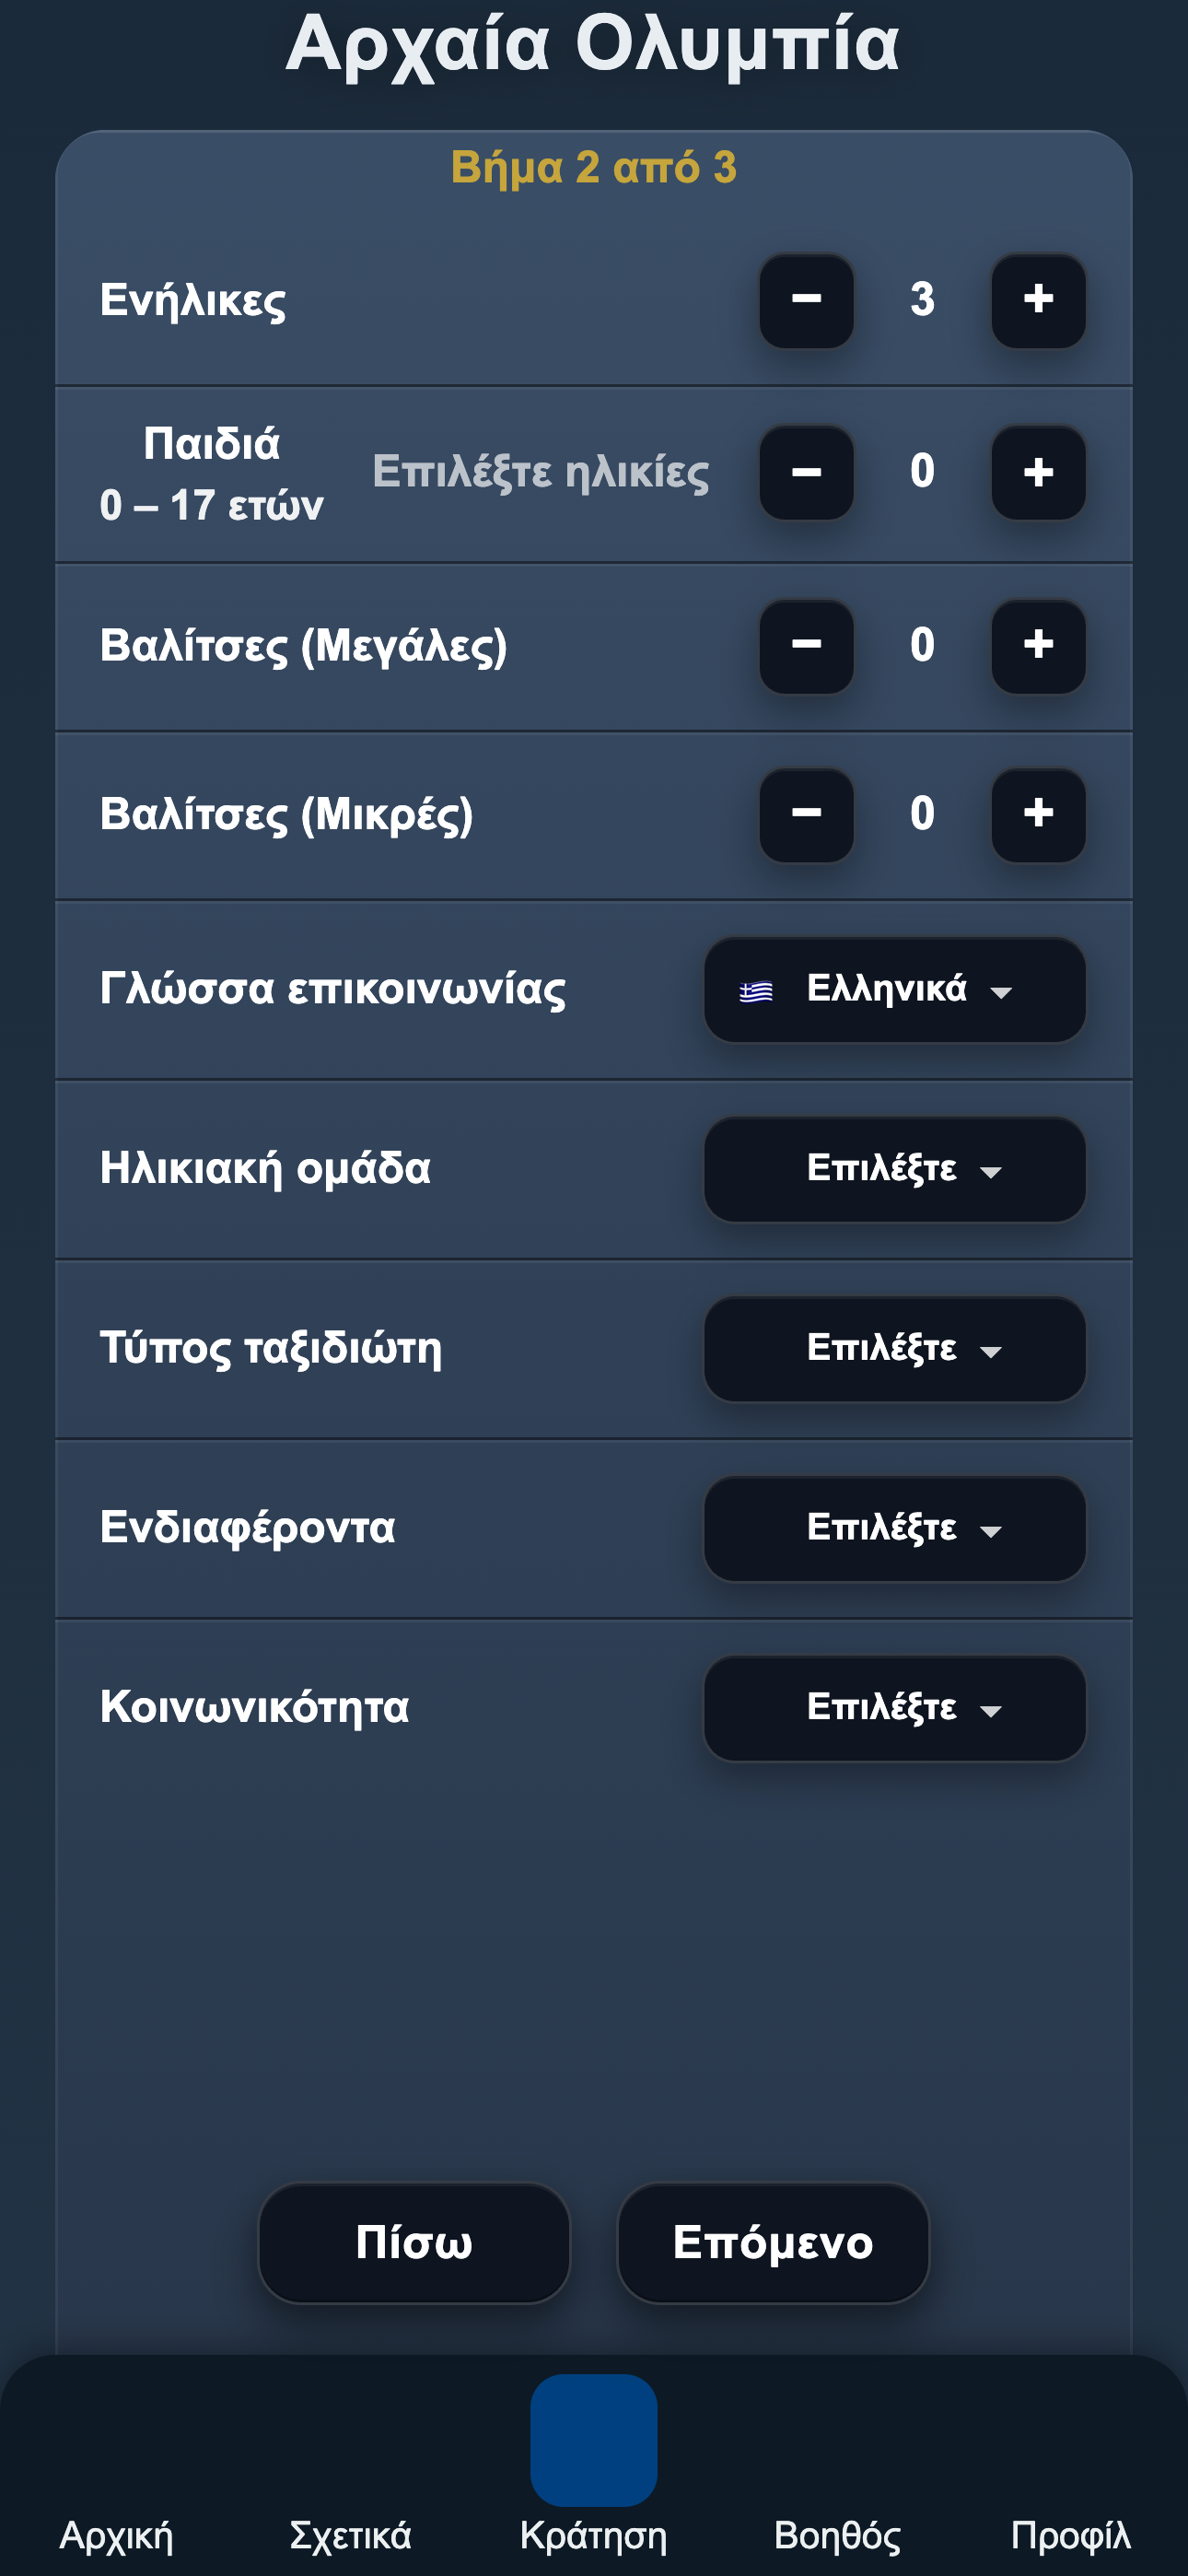 Αρχαία Ολυμπία
Βήμα 2 από 3
Ενήλικες − 3 +
Παιδιά
0 – 17 ετών
Επιλέξτε ηλικίες − 0 +
Βαλίτσες (Μεγάλες) − 0 +
Βαλίτσες (Μικρές) − 0 +
Γλώσσα επικοινωνίας Ελληνικά
Ηλικιακή ομάδα Επιλέξτε
Τύπος ταξιδιώτη Επιλέξτε
Ενδιαφέροντα Επιλέξτε
Κοινωνικότητα Επιλέξτε
Πίσω Επόμενο
Αρχική Σχετικά Κράτηση Βοηθός Προφίλ